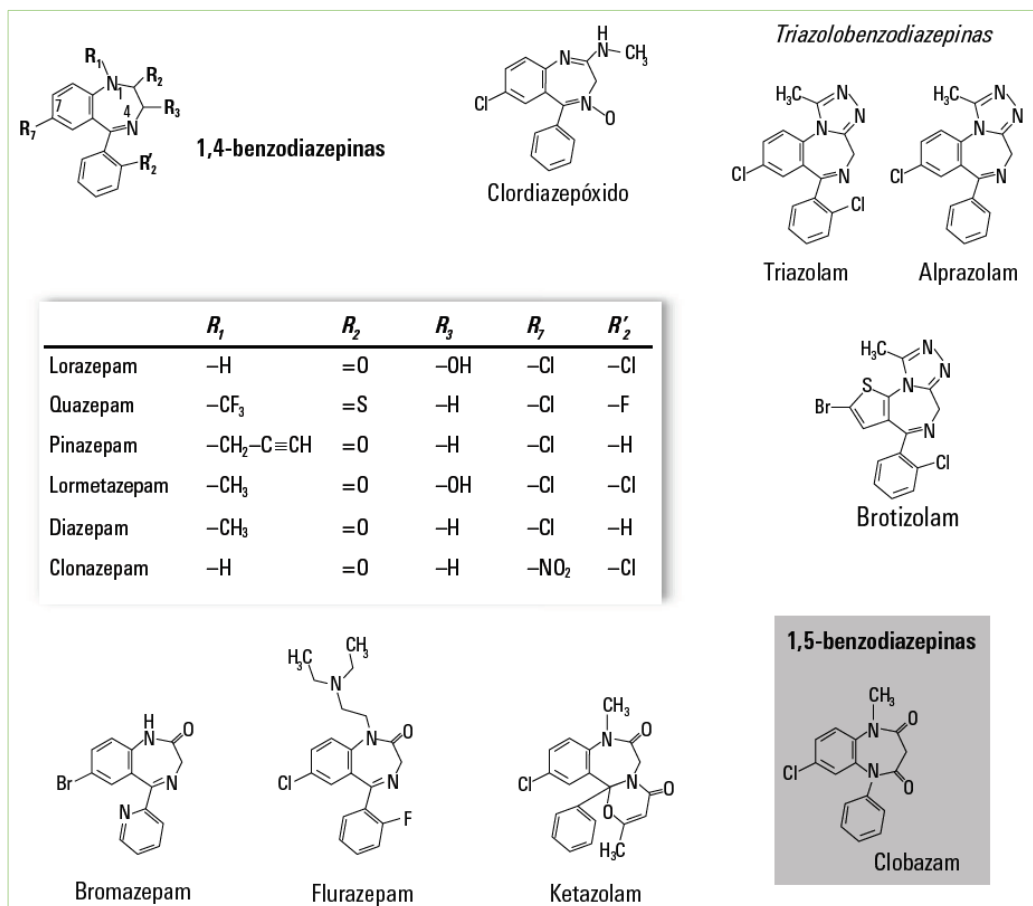 1,4-benzodiazepinas
R₁
N
1
R₂
R₃
4
N
7
R₇
R'₂
Clordiazepóxido
H
N
CH₃
N
Cl
N
O
Triazolobenzodiazepinas
H₃C
N
N
N
Cl
N
Cl
Triazolam
H₃C
N
N
N
Cl
N
Alprazolam
R₁ R₂ R₃ R₇ R'₂
Lorazepam –H =O –OH –Cl –Cl
Quazepam –CF₃ =S –H –Cl –F
Pinazepam –CH₂–C≡CH =O –H –Cl –H
Lormetazepam –CH₃ =O –OH –Cl –Cl
Diazepam –CH₃ =O –H –Cl –H
Clonazepam –H =O –H –NO₂ –Cl
H₃C
N
N
N
S
Br
N
Cl
Brotizolam
H
N
O
Br
N
N
Bromazepam
H₃C
CH₃
N
N
O
Cl
N
F
Flurazepam
CH₃
N
O
Cl
N
O
O
H₃C
Ketazolam
1,5-benzodiazepinas
CH₃
N
O
Cl
N
O
Clobazam